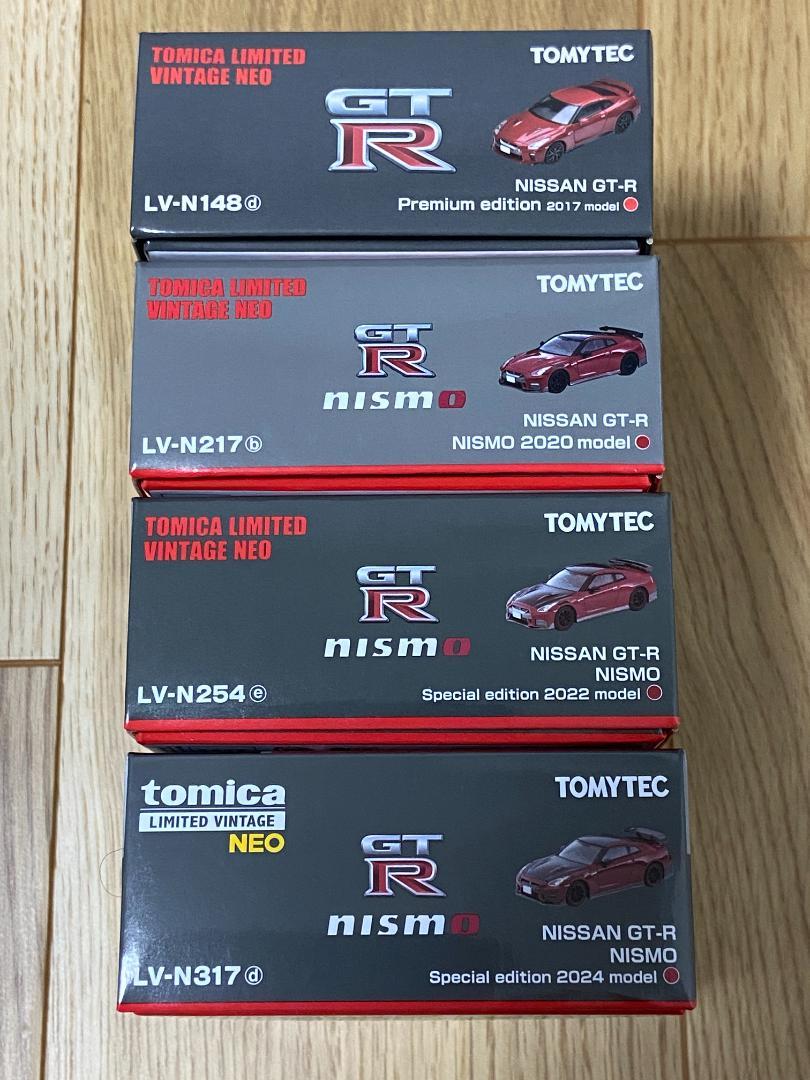 TOMICA LIMITED
VINTAGE NEO
TOMYTEC
GT
R
NISSAN GT-R
LV-N148ⓓ
Premium edition 2017 model
TOMICA LIMITED
VINTAGE NEO
TOMYTEC
GT
R
nismo
NISSAN GT-R
LV-N217ⓑ
NISMO 2020 model
TOMICA LIMITED
VINTAGE NEO
TOMYTEC
GT
R
nismo
NISSAN GT-R
NISMO
LV-N254ⓔ
Special edition 2022 model
tomica
LIMITED VINTAGE
NEO
TOMYTEC
GT
R
nismo
NISSAN GT-R
NISMO
LV-N317ⓓ
Special edition 2024 model